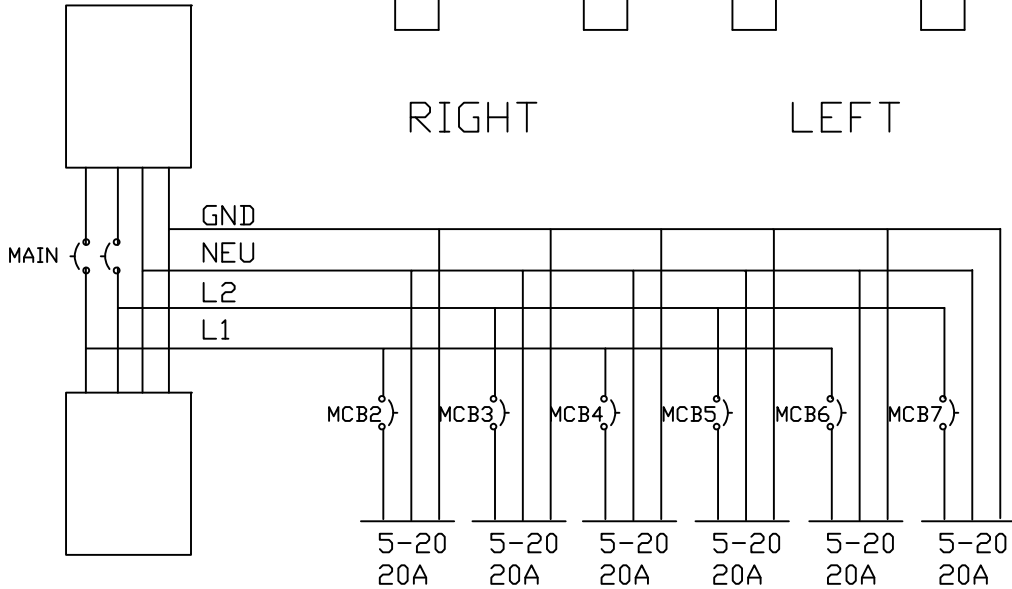 RIGHT LEFT
GND
MAIN NEU
L2
L1
MCB2 MCB3 MCB4 MCB5 MCB6 MCB7
5-20 5-20 5-20 5-20 5-20 5-20
20A 20A 20A 20A 20A 20A